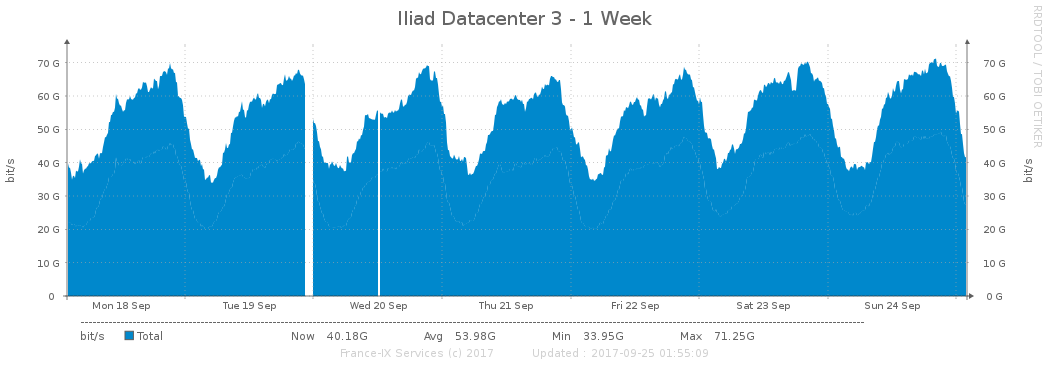 Iliad Datacenter 3 - 1 Week
RRDTOOL / TOBI OETIKER
bit/s
bit/s
70 G 70 G
60 G 60 G
50 G 50 G
40 G 40 G
30 G 30 G
20 G 20 G
10 G 10 G
0 0 G
Mon 18 Sep Tue 19 Sep Wed 20 Sep Thu 21 Sep Fri 22 Sep Sat 23 Sep Sun 24 Sep
bit/s Total Now 40.18G Avg 53.98G Min 33.95G Max 71.25G
France-IX Services (c) 2017 Updated : 2017-09-25 01:55:09